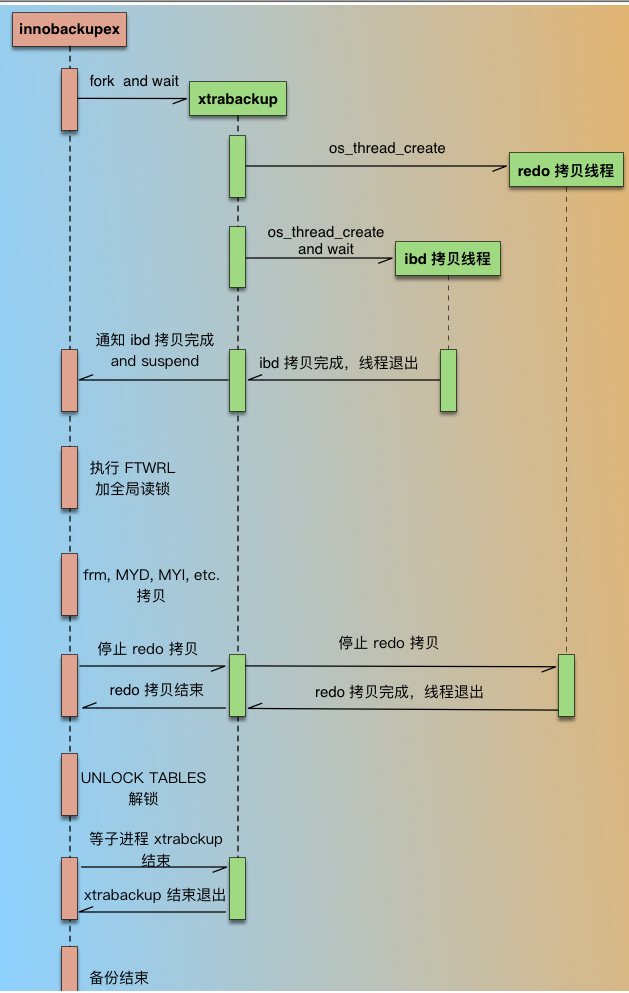 innobackupex
fork and wait
xtrabackup
os_thread_create
redo 拷贝线程
os_thread_create
and wait
ibd 拷贝线程
通知 ibd 拷贝完成
and suspend
ibd 拷贝完成，线程退出
执行 FTWRL
加全局读锁
frm, MYD, MYI, etc.
拷贝
停止 redo 拷贝
停止 redo 拷贝
redo 拷贝结束
redo 拷贝完成，线程退出
UNLOCK TABLES
解锁
等子进程 xtrabckup
结束
xtrabackup 结束退出
备份结束